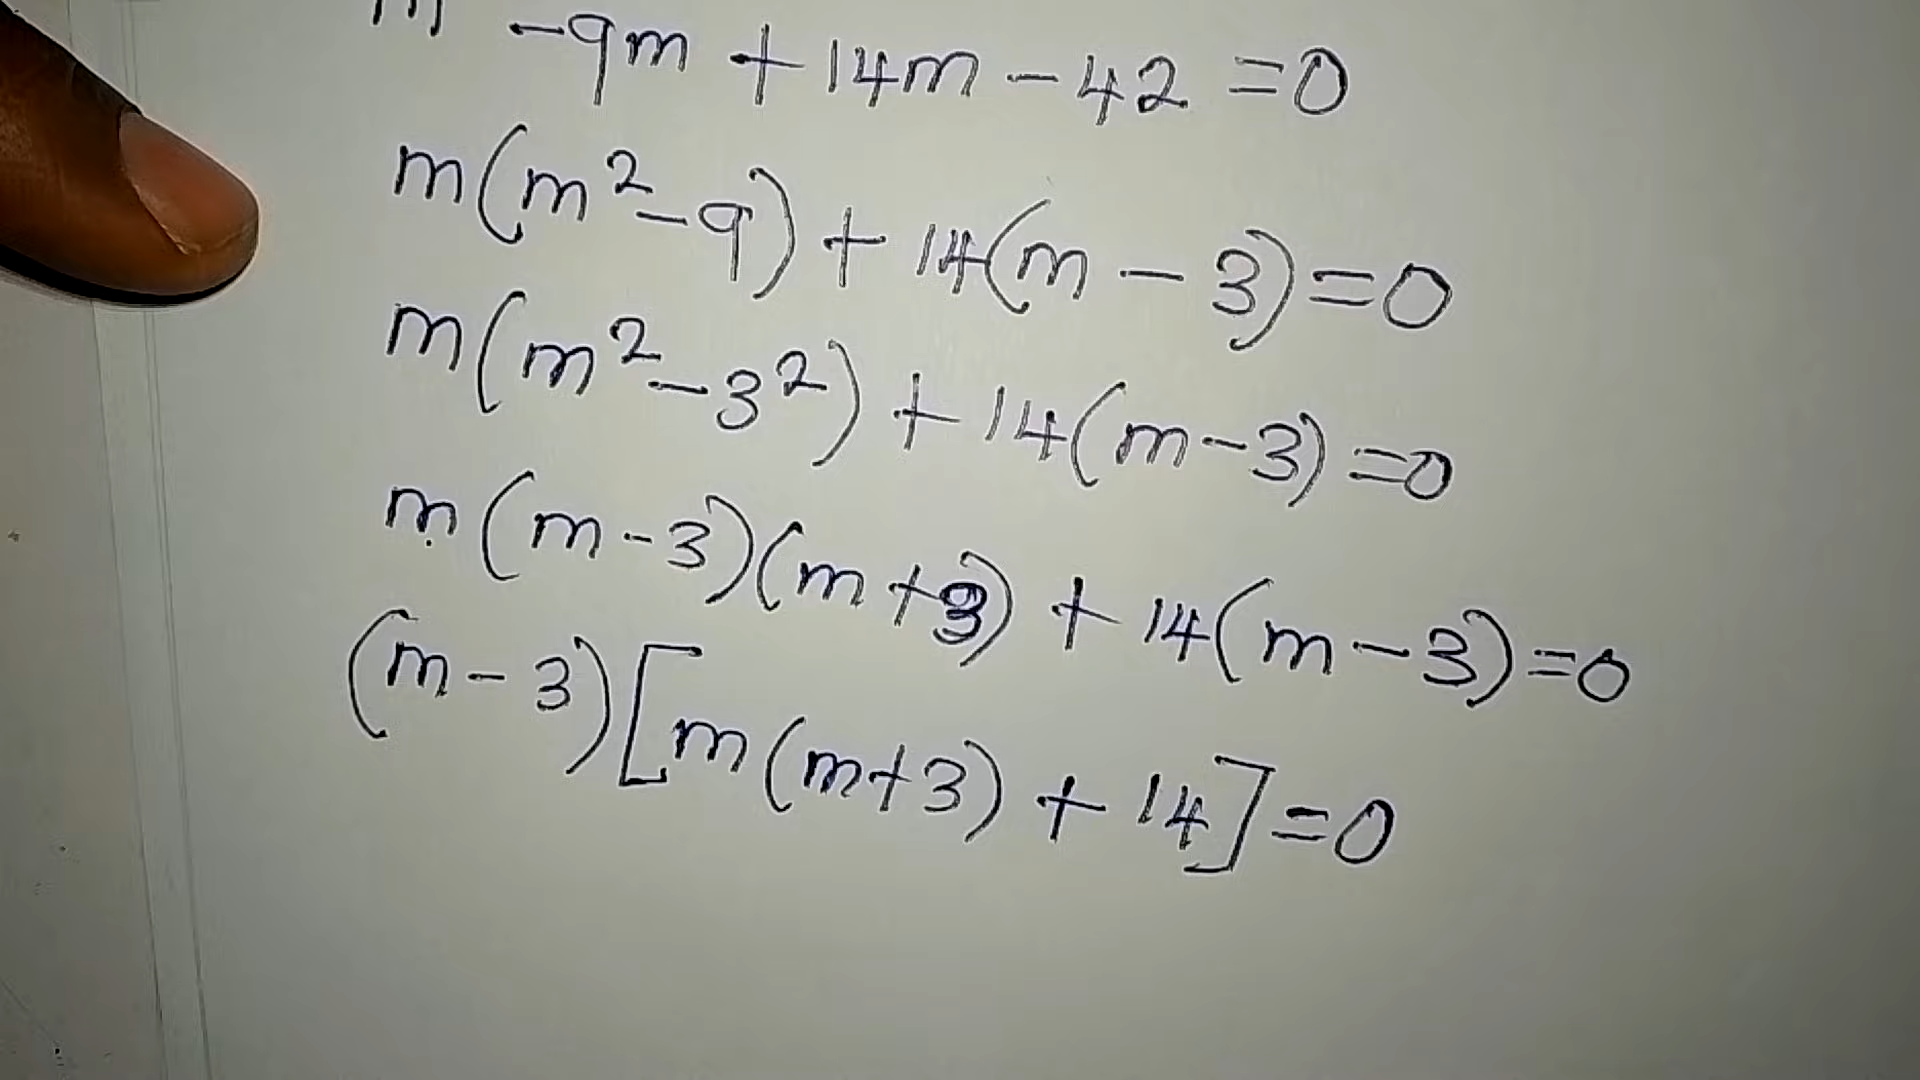 m -9m + 14m - 42 = 0
m(m² - 9) + 14(m - 3) = 0
m(m² - 3²) + 14(m - 3) = 0
m(m - 3)(m + 3) + 14(m - 3) = 0
(m - 3)[m(m + 3) + 14] = 0